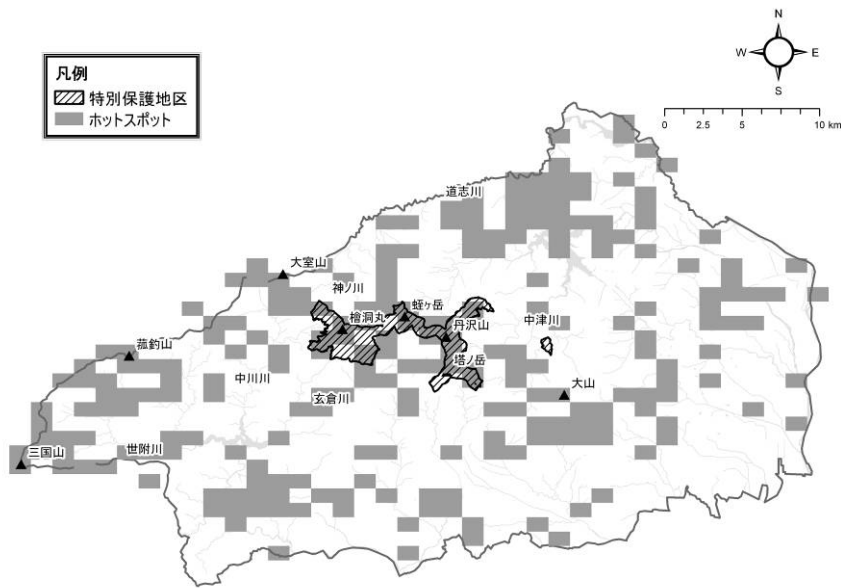 N
W E
S
凡例
特別保護地区
ホットスポット
0 2.5 5 10 km
道志川
大室山
神ノ川
蛭ヶ岳
檜洞丸
丹沢山
中津川
菰釣山
塔ノ岳
中川川
大山
玄倉川
三国山
世附川